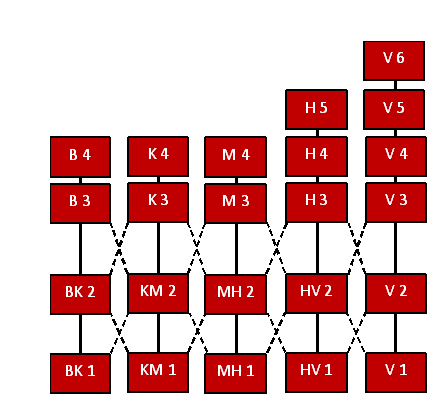 V 6
H 5
V 5
B 4
K 4
M 4
H 4
V 4
B 3
K 3
M 3
H 3
V 3
BK 2
KM 2
MH 2
HV 2
V 2
BK 1
KM 1
MH 1
HV 1
V 1